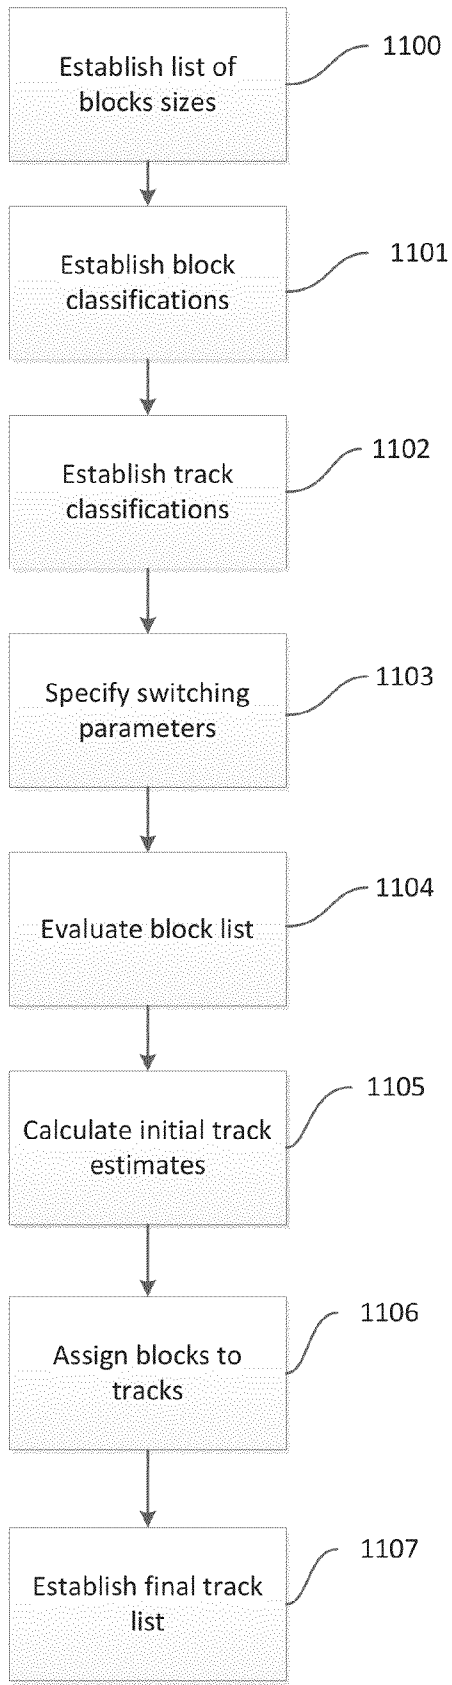 Establish list of
blocks sizes
1100
Establish block
classifications
1101
Establish track
classifications
1102
Specify switching
parameters
1103
Evaluate block list
1104
Calculate initial track
estimates
1105
Assign blocks to
tracks
1106
Establish final track
list
1107